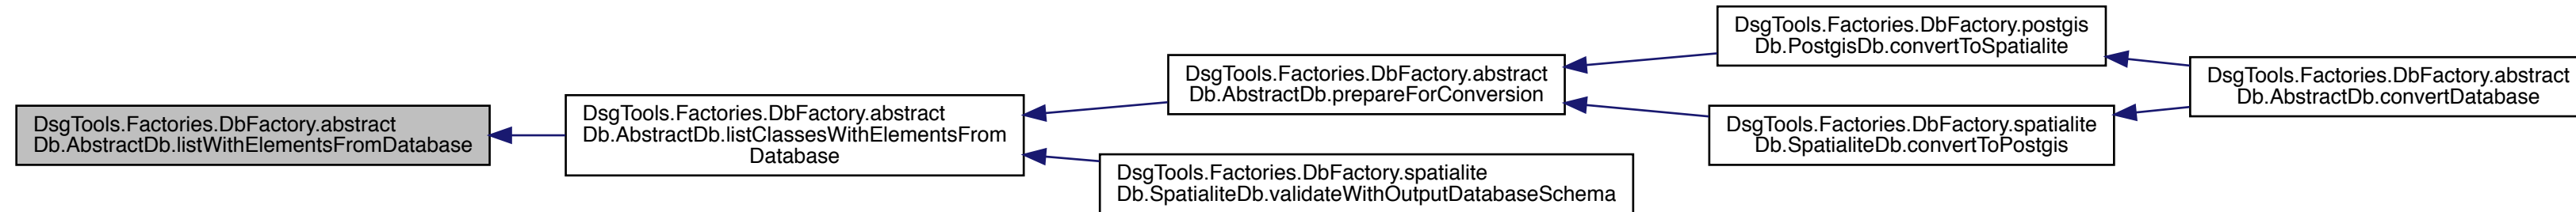 DsgTools.Factories.DbFactory.abstract
Db.AbstractDb.listWithElementsFromDatabase
DsgTools.Factories.DbFactory.abstract
Db.AbstractDb.listClassesWithElementsFrom
Database
DsgTools.Factories.DbFactory.abstract
Db.AbstractDb.prepareForConversion
DsgTools.Factories.DbFactory.spatialite
Db.SpatialiteDb.validateWithOutputDatabaseSchema
DsgTools.Factories.DbFactory.postgis
Db.PostgisDb.convertToSpatialite
DsgTools.Factories.DbFactory.spatialite
Db.SpatialiteDb.convertToPostgis
DsgTools.Factories.DbFactory.abstract
Db.AbstractDb.convertDatabase